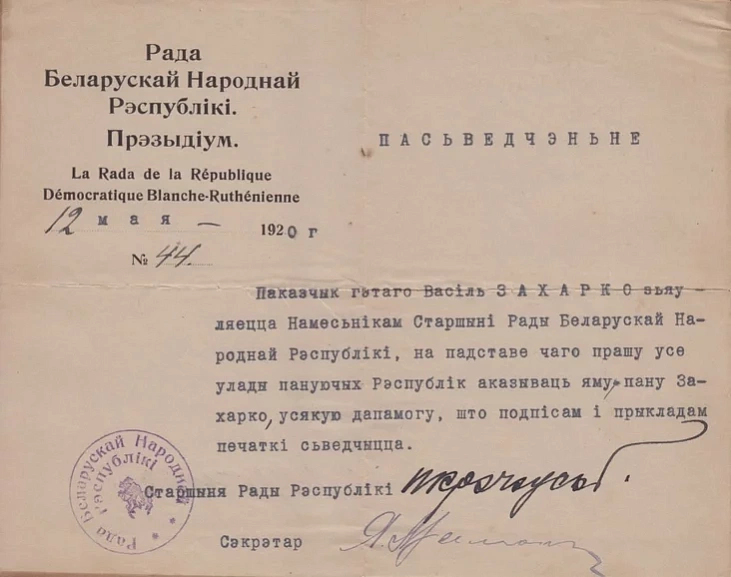 Рада
Беларускай Народнай
Рэспублікі.
Прэзыдіум.
La Rada de la République
Démocratique Blanche-Ruthénienne
12 мая – 1920 г
№ 44.
ПАСЬВЕДЧЭНЬНЕ
Паказчык гэтаго Васіль ЗАХАРКО зьяу-
ляецца Намесьнікам Старшыні Рады Беларускай На-
роднай Рэспублікі, на падставе чаго прашу усе
улады пануючых Рэспублік аказываць яму, пану За-
харко, усякую дапамогу, што подпісам і прыкладам
печаткі сьведчыцца.
Старшыня Рады Рэспублікі
Сэкрэтар
Рада Беларускай Народнай
Рэспублікі